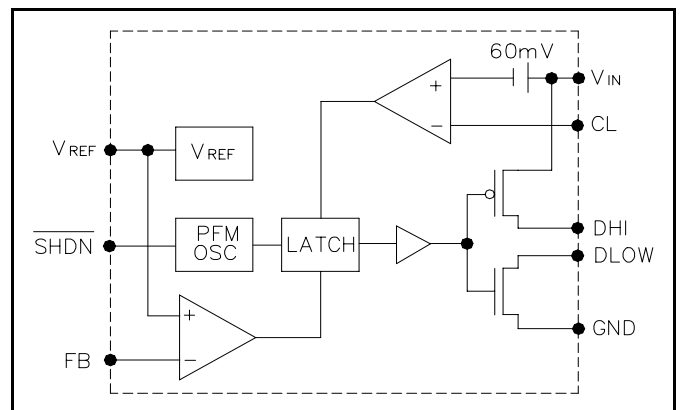 60mV
VIN
+
−
CL
VREF
VREF
SHDN
PFM
OSC
LATCH
DHI
DLOW
+
−
GND
FB